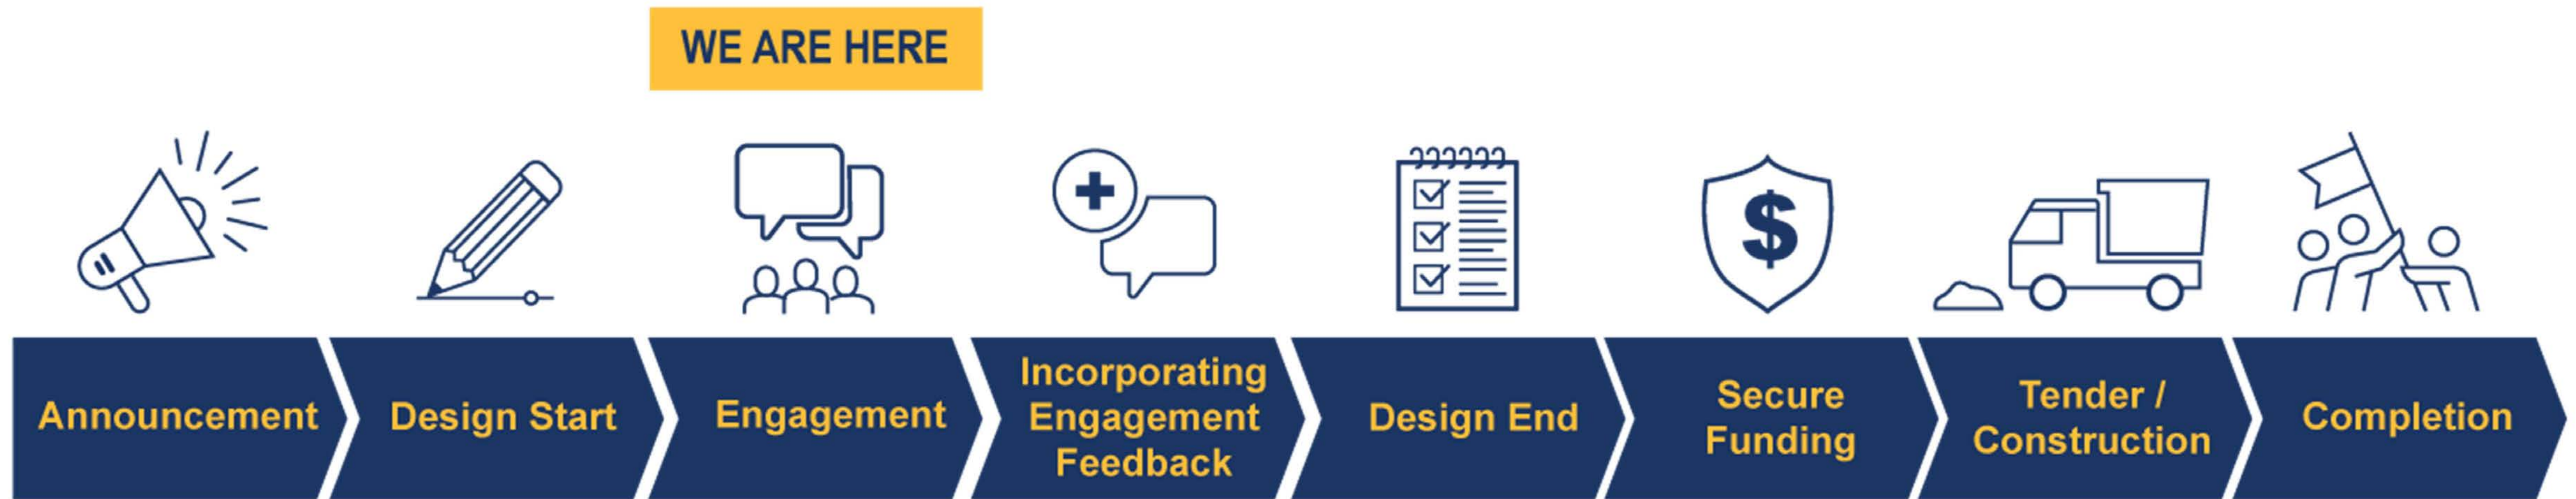 WE ARE HERE
Announcement
Design Start
Engagement
Incorporating
Engagement
Feedback
Design End
Secure
Funding
Tender /
Construction
Completion
$